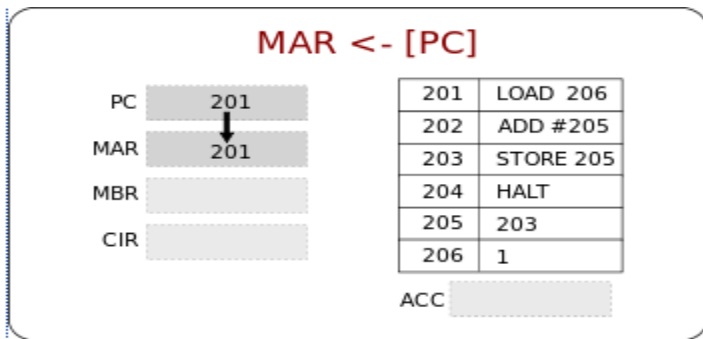 MAR <- [PC]
PC 201
MAR 201
MBR
CIR
201 LOAD 206
202 ADD #205
203 STORE 205
204 HALT
205 203
206 1
ACC